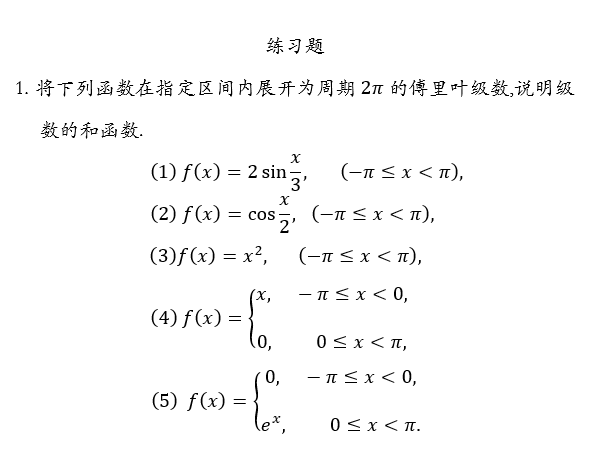 练习题
1. 将下列函数在指定区间内展开为周期 2π 的傅里叶级数,说明级
数的和函数.
(1) f(x) = 2 sin x/3, (−π ≤ x < π),
(2) f(x) = cos x/2, (−π ≤ x < π),
(3)f(x) = x², (−π ≤ x < π),
(4) f(x) = { x, − π ≤ x < 0,
0, 0 ≤ x < π,
(5) f(x) = { 0, − π ≤ x < 0,
eˣ, 0 ≤ x < π.